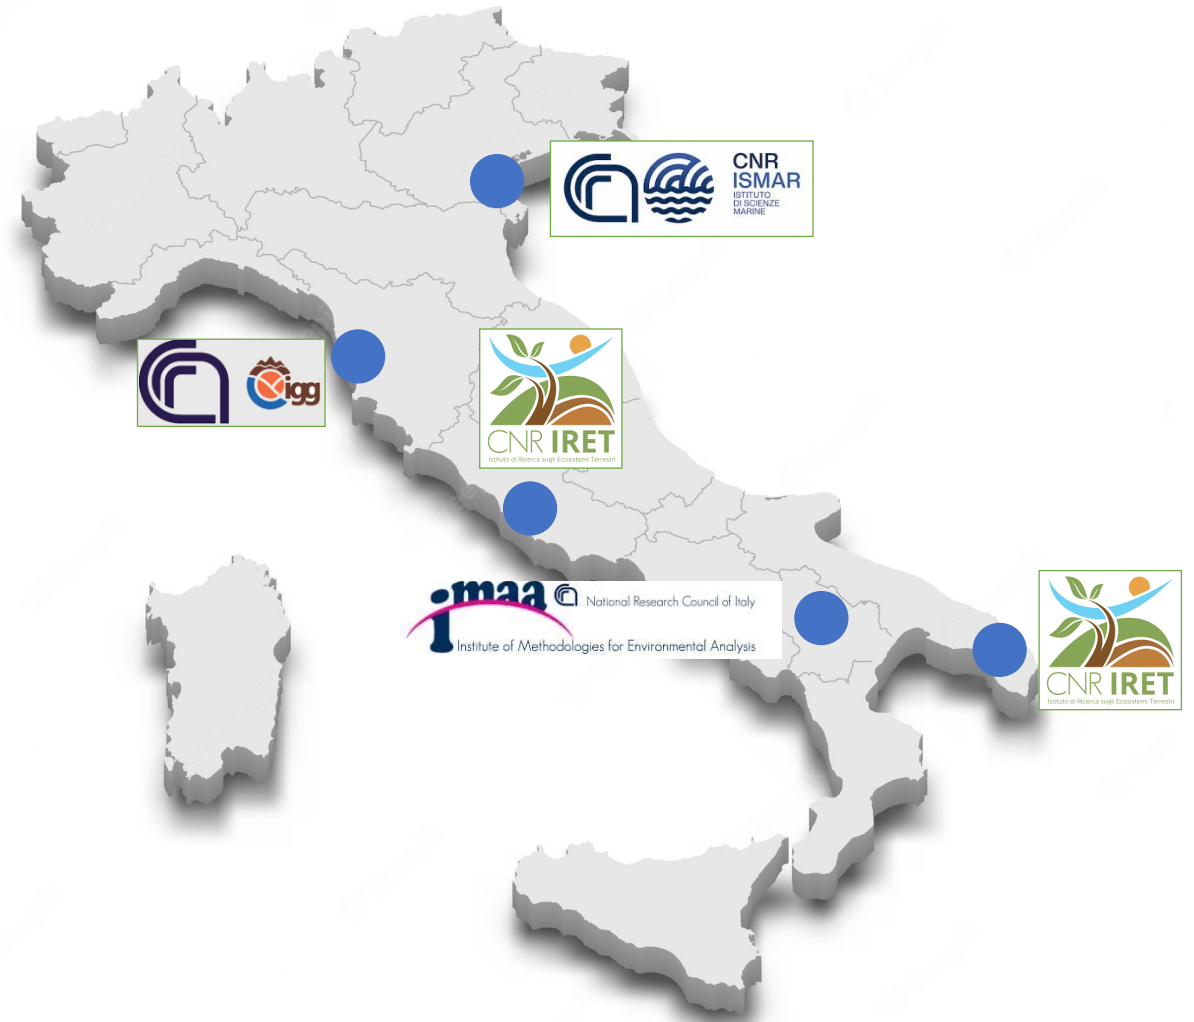 CNR
ISMAR
ISTITUTO
DI SCIENZE
MARINE
igg
CNR IRET
Istituto di Ricerca sugli Ecosistemi Terrestri
imaa
National Research Council of Italy
Institute of Methodologies for Environmental Analysis
CNR IRET
Istituto di Ricerca sugli Ecosistemi Terrestri